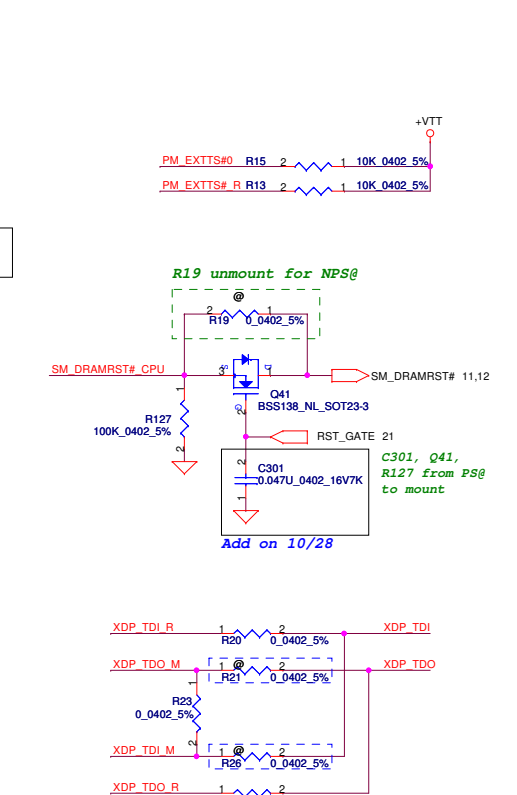 +VTT
PM_EXTTS#0 R15 2 1 10K_0402_5%
PM_EXTTS#_R R13 2 1 10K_0402_5%
R19 unmount for NPS@
@
2 1
R19 0_0402_5%
SM_DRAMRST#_CPU
3 S D 1
SM_DRAMRST# 11,12
Q41
BSS138_NL_SOT23-3
G
2
1
R127
100K_0402_5%
2
RST_GATE 21
C301, Q41,
R127 from PS@
to mount
2
C301
0.047U_0402_16V7K
1
Add on 10/28
XDP_TDI_R 1 2 XDP_TDI
R20 0_0402_5%
XDP_TDO_M 1 @ 2 XDP_TDO
R21 0_0402_5%
1
R23
0_0402_5%
2
XDP_TDI_M 1 @ 2
R26 0_0402_5%
XDP_TDO_R 1 2